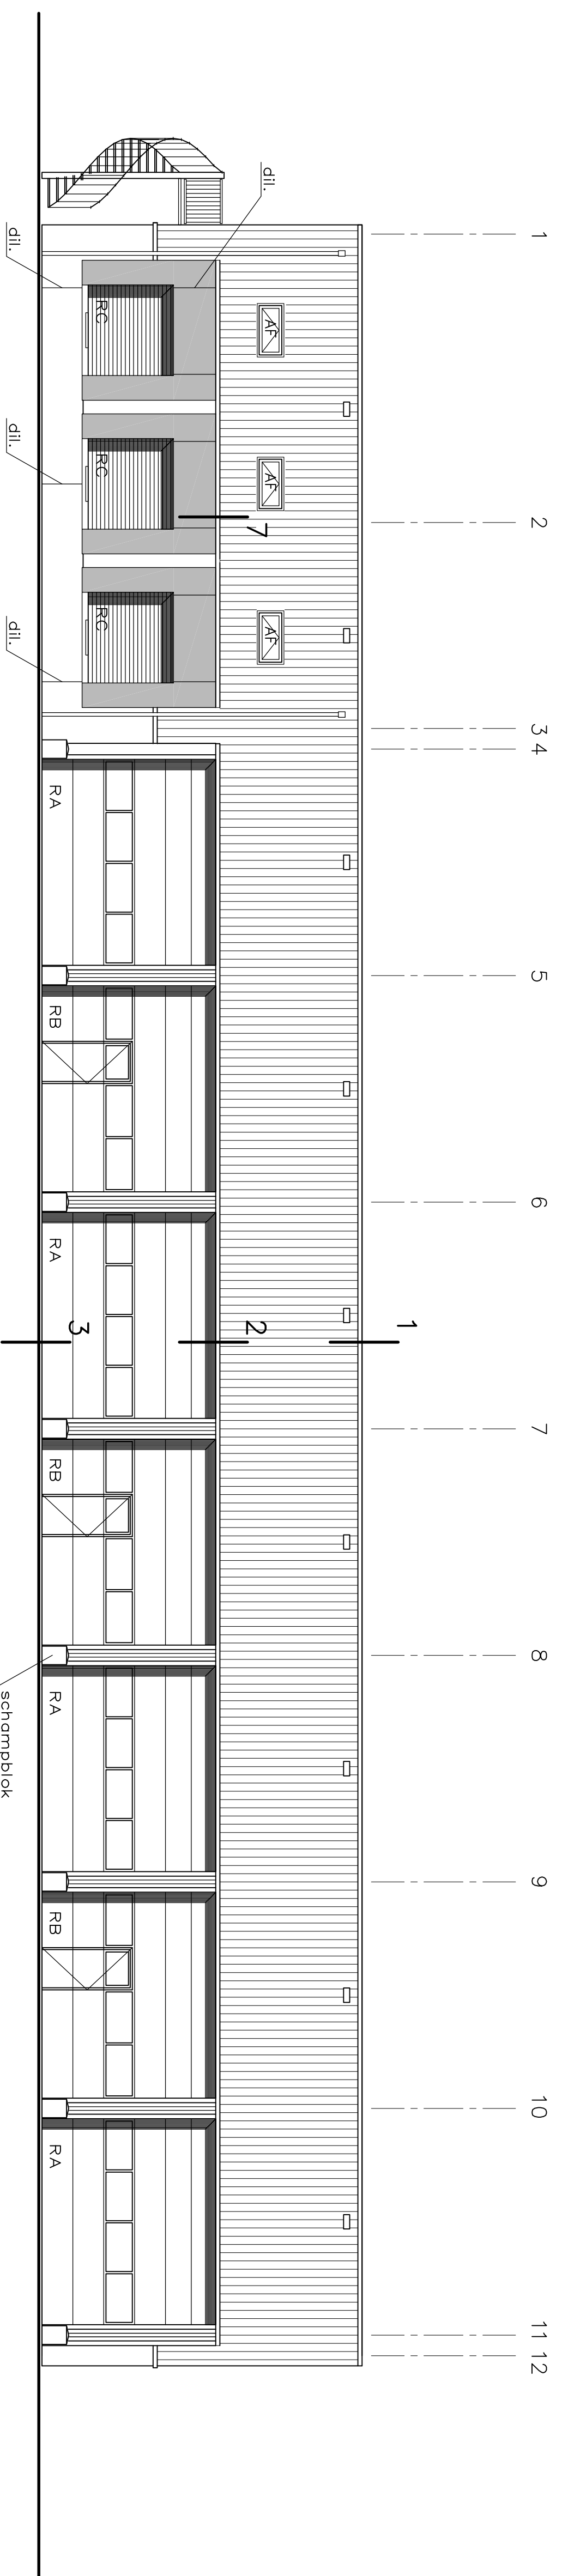 1 2 3 4 5 6 7 8 9 10 11 12
1
dil.
AF AF AF
7 2
RC RC RC
3
RA RB RA RB RA RB RA
dil. dil. dil.
schampblok